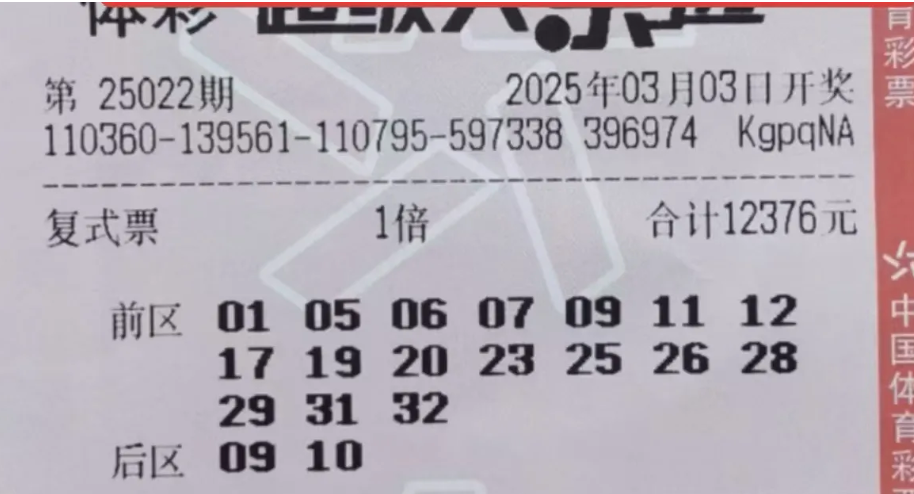 体彩 超级大乐透
第 25022期 2025年03月03日开奖
110360-139561-110795-597338 396974 KgpqNA
复式票 1倍 合计12376元
前区 01 05 06 07 09 11 12
17 19 20 23 25 26 28
29 31 32
后区 09 10
育彩票
中国体育彩